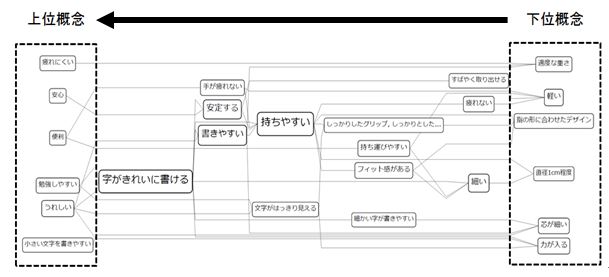 上位概念
下位概念
疲れにくい
安心
便利
勉強しやすい
うれしい
小さい文字を書きやすい
字がきれいに書ける
手が疲れない
安定する
書きやすい
文字がはっきり見える
持ちやすい
しっかりしたグリップ, しっかりとした...
持ち運びやすい
フィット感がある
細かい字が書きやすい
すばやく取り出せる
疲れない
細い
適度な重さ
軽い
指の形に合わせたデザイン
直径1cm程度
芯が細い
力が入る